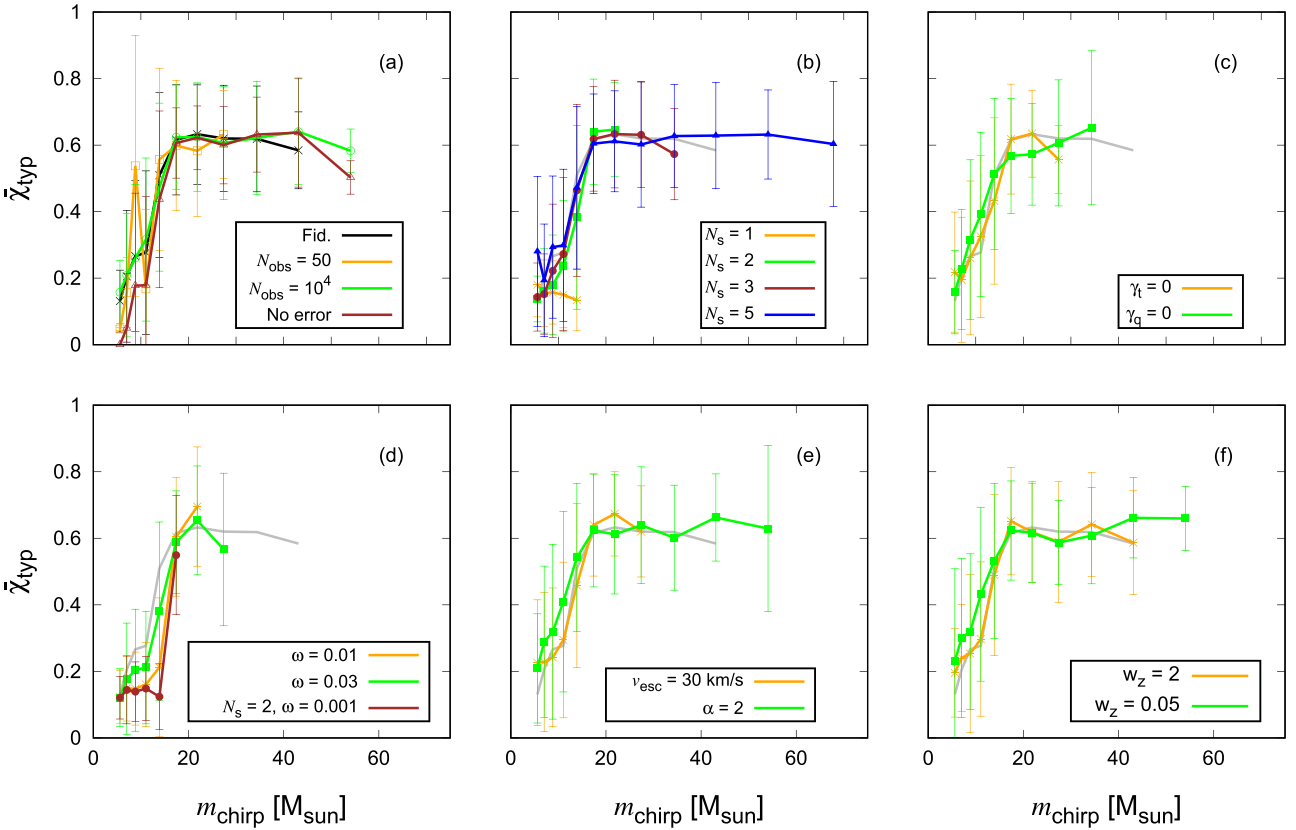 (a)
(b)
(c)
1
0.8
0.6
0.4
0.2
0
χ̄typ
Fid.
Nobs = 50
Nobs = 10⁴
No error
Ns = 1
Ns = 2
Ns = 3
Ns = 5
γt = 0
γq = 0
(d)
(e)
(f)
1
0.8
0.6
0.4
0.2
0
χ̄typ
ω = 0.01
ω = 0.03
Ns = 2, ω = 0.001
vesc = 30 km/s
α = 2
wz = 2
wz = 0.05
0 20 40 60
0 20 40 60
0 20 40 60
mchirp [Msun]
mchirp [Msun]
mchirp [Msun]